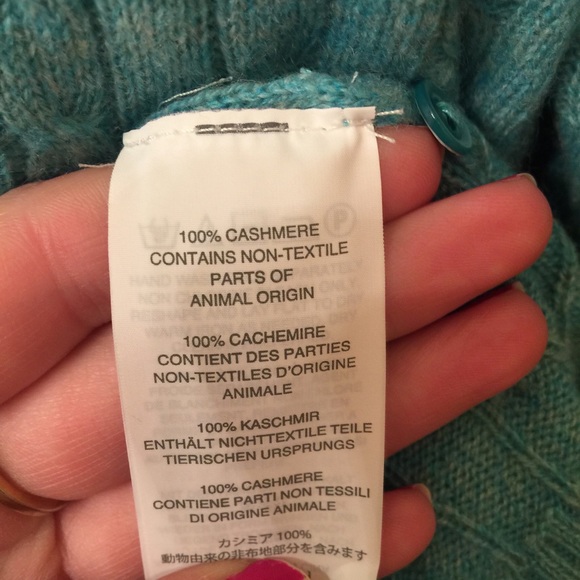 100% CASHMERE
CONTAINS NON-TEXTILE
PARTS OF
ANIMAL ORIGIN
100% CACHEMIRE
CONTIENT DES PARTIES
NON-TEXTILES D'ORIGINE
ANIMALE
100% KASCHMIR
ENTHÄLT NICHTTEXTILE TEILE
TIERISCHEN URSPRUNGS
100% CASHMERE
CONTIENE PARTI NON TESSILI
DI ORIGINE ANIMALE
カシミア 100%
動物由来の非布地部分を含みます